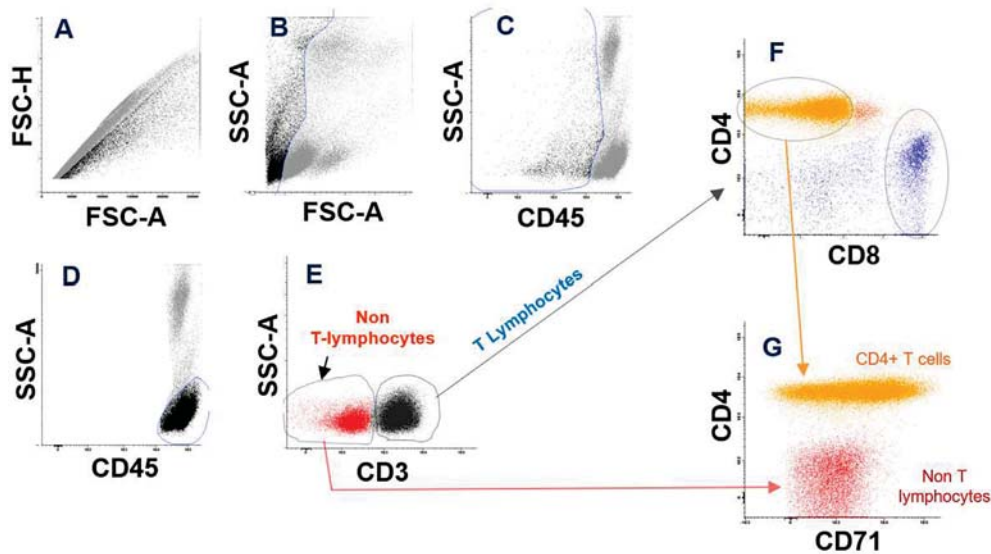 A
FSC-H
FSC-A
B
SSC-A
FSC-A
C
SSC-A
CD45
D
SSC-A
CD45
E
Non
T-lymphocytes
SSC-A
CD3
T Lymphocytes
F
CD4
CD8
G
CD4+ T cells
CD4
Non T
lymphocytes
CD71